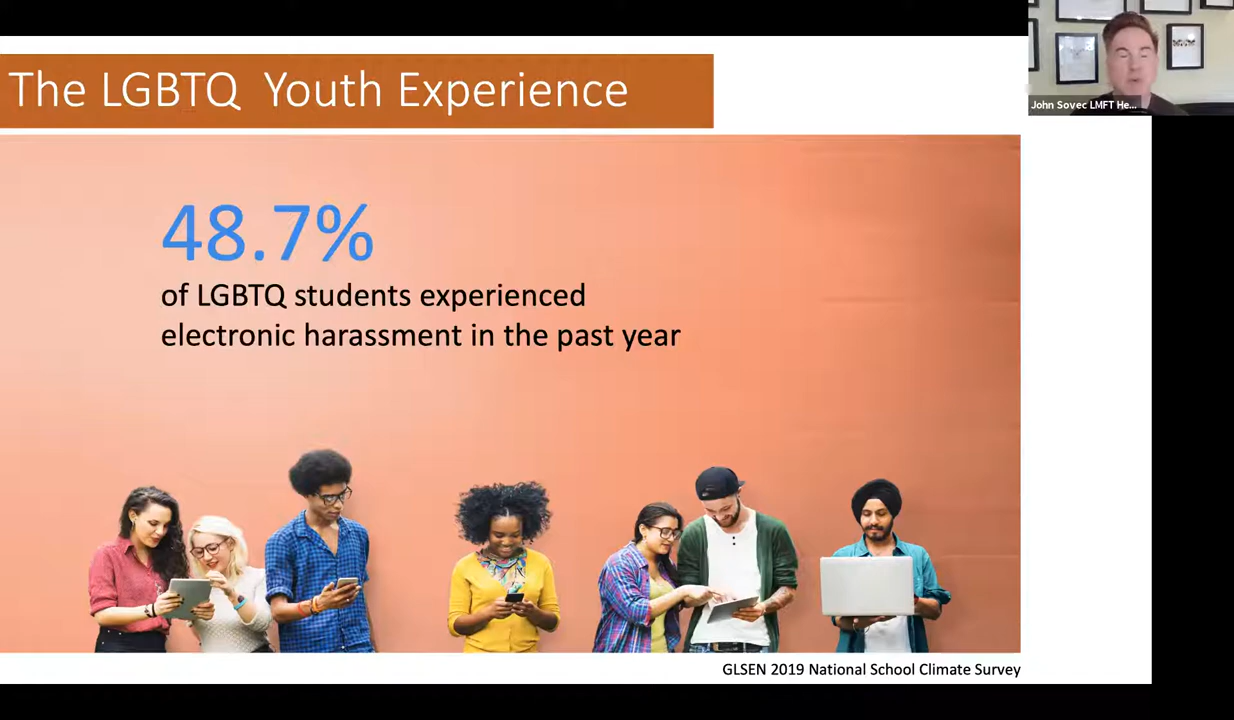 The LGBTQ  Youth Experience
John Sovec LMFT He...
48.7%
of LGBTQ students experienced
electronic harassment in the past year
GLSEN 2019 National School Climate Survey